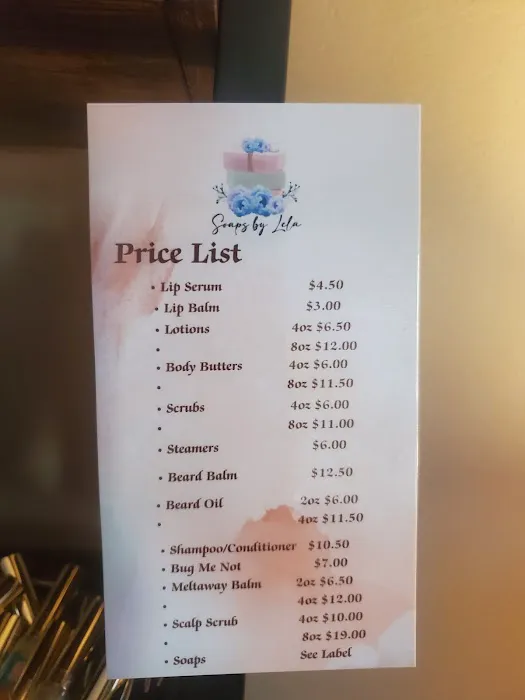 Soaps by Lela
Price List
• Lip Serum $4.50
• Lip Balm $3.00
• Lotions 4oz $6.50
• 8oz $12.00
• Body Butters 4oz $6.00
• 8oz $11.50
• Scrubs 4oz $6.00
• 8oz $11.00
• Steamers $6.00
• Beard Balm $12.50
• Beard Oil 2oz $6.00
• 4oz $11.50
• Shampoo/Conditioner $10.50
• Bug Me Not $7.00
• Meltaway Balm 2oz $6.50
• 4oz $12.00
• Scalp Scrub 4oz $10.00
• 8oz $19.00
• Soaps See Label